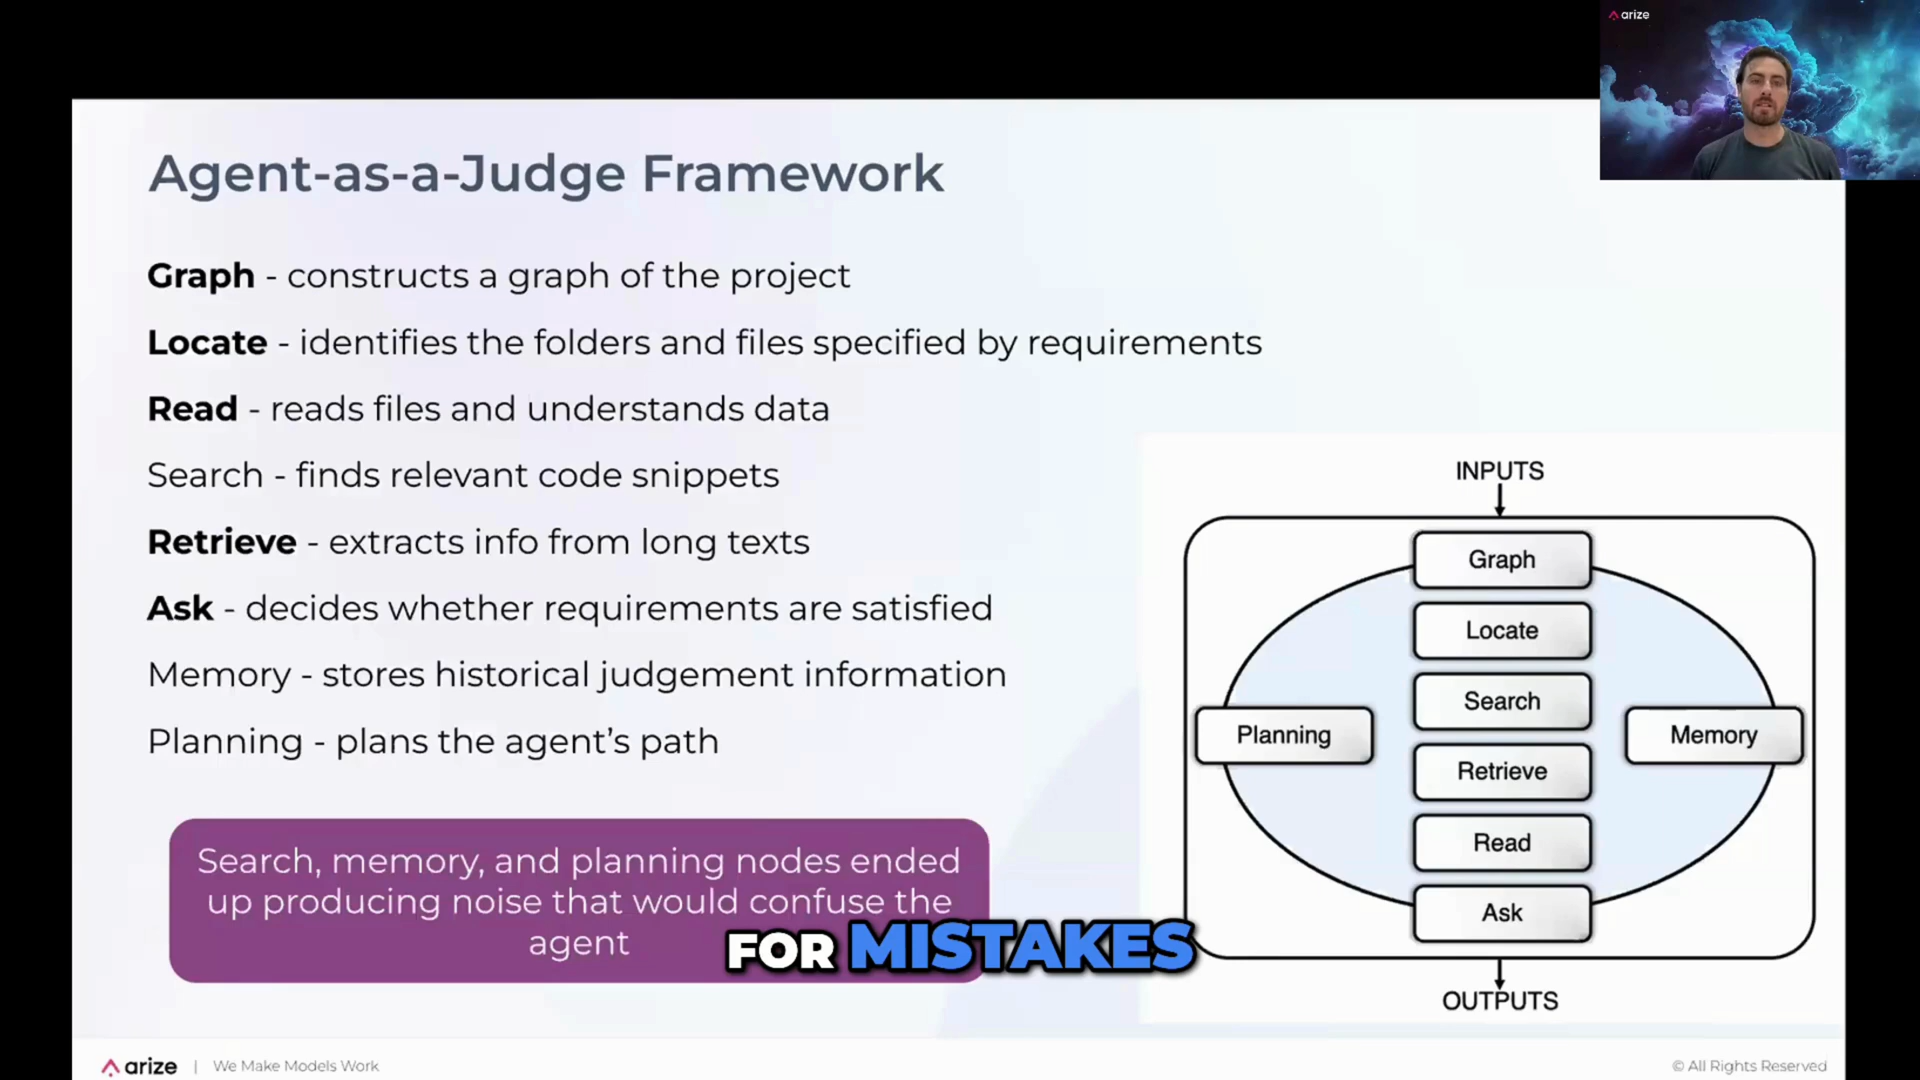 arize
Agent-as-a-Judge Framework
Graph - constructs a graph of the project
Locate - identifies the folders and files specified by requirements
Read - reads files and understands data
Search - finds relevant code snippets
Retrieve - extracts info from long texts
Ask - decides whether requirements are satisfied
Memory - stores historical judgement information
Planning - plans the agent's path
Search, memory, and planning nodes ended
up producing noise that would confuse the
agent
FOR MISTAKES
INPUTS
Graph
Locate
Search
Planning
Memory
Retrieve
Read
Ask
OUTPUTS
arize | We Make Models Work
© All Rights Reserved